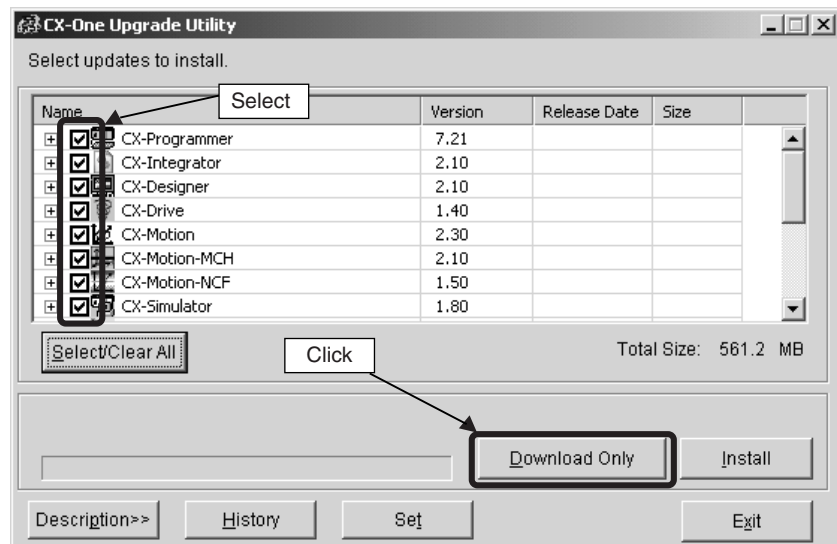 CX-One Upgrade Utility
Select updates to install.
Select
Name Version Release Date Size
CX-Programmer 7.21
CX-Integrator 2.10
CX-Designer 2.10
CX-Drive 1.40
CX-Motion 2.30
CX-Motion-MCH 2.10
CX-Motion-NCF 1.50
CX-Simulator 1.80
Select/Clear All
Click
Total Size: 561.2 MB
Download Only
Install
Description>>
History
Set
Exit